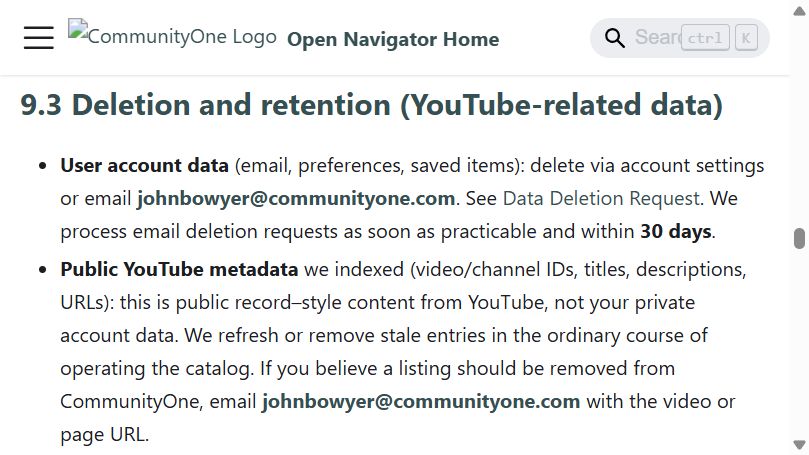 CommunityOne Logo Open Navigator Home ctrl K
9.3 Deletion and retention (YouTube-related data)
User account data (email, preferences, saved items): delete via account settings
or email johnbowyer@communityone.com. See Data Deletion Request. We
process email deletion requests as soon as practicable and within 30 days.
Public YouTube metadata we indexed (video/channel IDs, titles, descriptions,
URLs): this is public record–style content from YouTube, not your private
account data. We refresh or remove stale entries in the ordinary course of
operating the catalog. If you believe a listing should be removed from
CommunityOne, email johnbowyer@communityone.com with the video or
page URL.